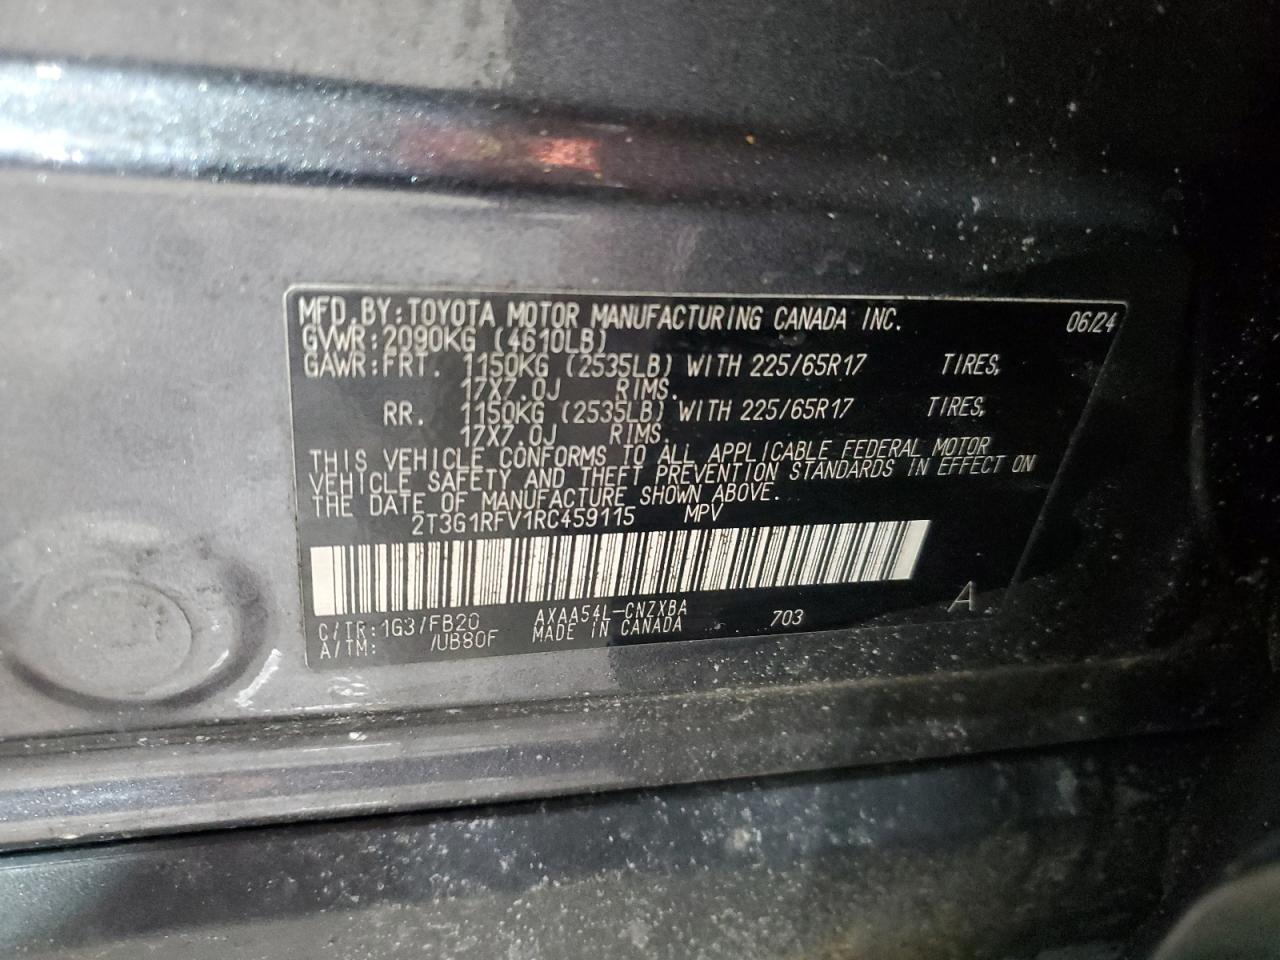 MFD. BY: TOYOTA MOTOR MANUFACTURING CANADA INC. 06/24
GVWR: 2090KG (4610LB)
GAWR: FRT. 1150KG (2535LB) WITH 225/65R17 TIRES,
17X7.0J RIMS.
RR. 1150KG (2535LB) WITH 225/65R17 TIRES,
17X7.0J RIMS.
THIS VEHICLE CONFORMS TO ALL APPLICABLE FEDERAL MOTOR
VEHICLE SAFETY AND THEFT PREVENTION STANDARDS IN EFFECT ON
THE DATE OF MANUFACTURE SHOWN ABOVE.
2T3G1RFV1RC459115 MPV
C/TR: 1G3/FB20 AXAA54L-CNZXBA 703 A
A/TM: /UB80F MADE IN CANADA